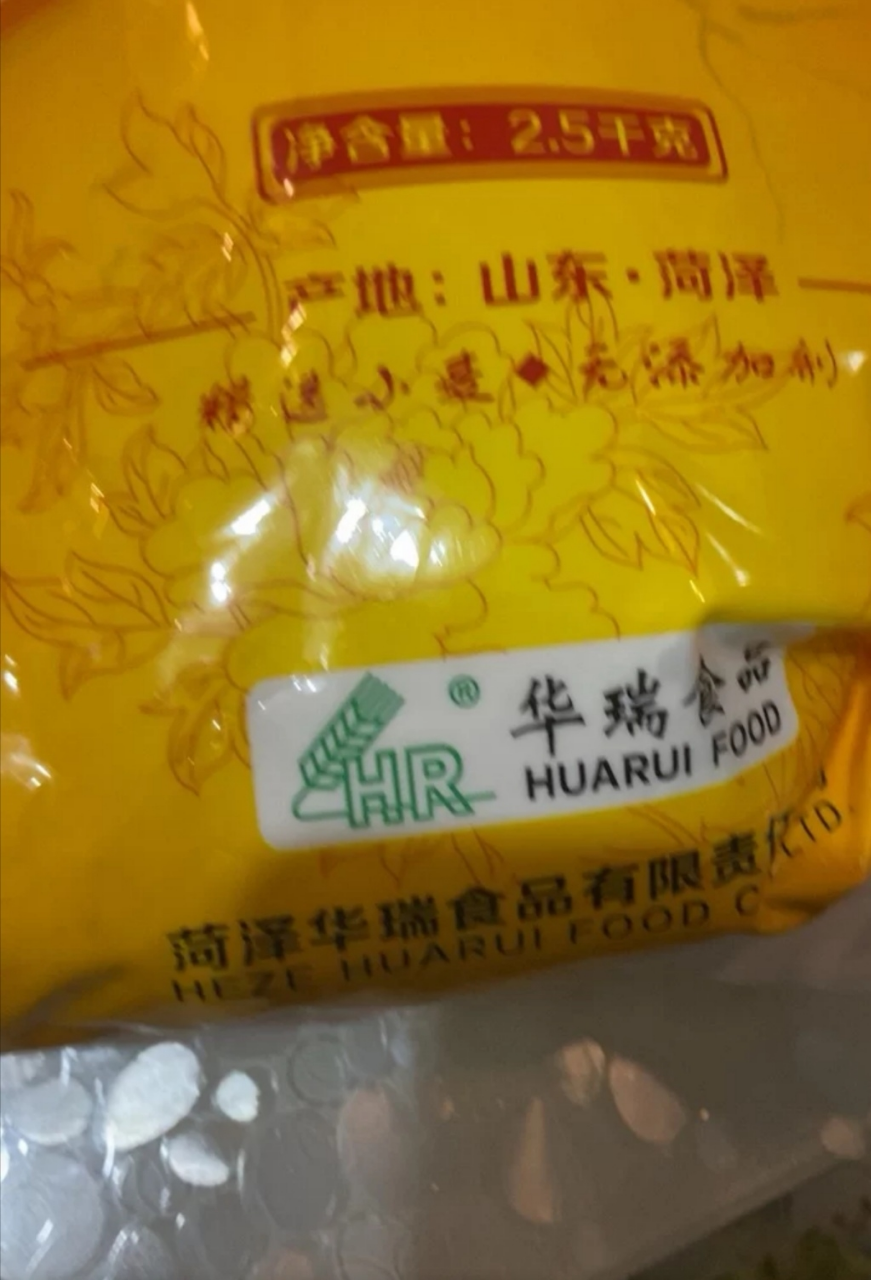 净含量：2.5千克
产地：山东·菏泽
精选小麦◆无添加剂
HR®
华瑞食品
HUARUI FOOD
菏泽华瑞食品有限责任
HEZE HUARUI FOOD C LTD.